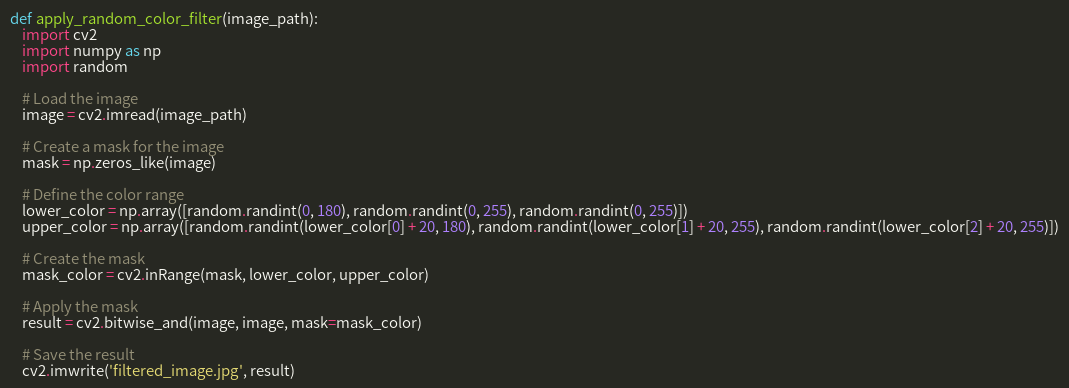 def apply_random_color_filter(image_path):
    import cv2
    import numpy as np
    import random

    # Load the image
    image = cv2.imread(image_path)

    # Create a mask for the image
    mask = np.zeros_like(image)

    # Define the color range
    lower_color = np.array([random.randint(0, 180), random.randint(0, 255), random.randint(0, 255)])
    upper_color = np.array([random.randint(lower_color[0] + 20, 180), random.randint(lower_color[1] + 20, 255), random.randint(lower_color[2] + 20, 255)])

    # Create the mask
    mask_color = cv2.inRange(mask, lower_color, upper_color)

    # Apply the mask
    result = cv2.bitwise_and(image, image, mask=mask_color)

    # Save the result
    cv2.imwrite('filtered_image.jpg', result)